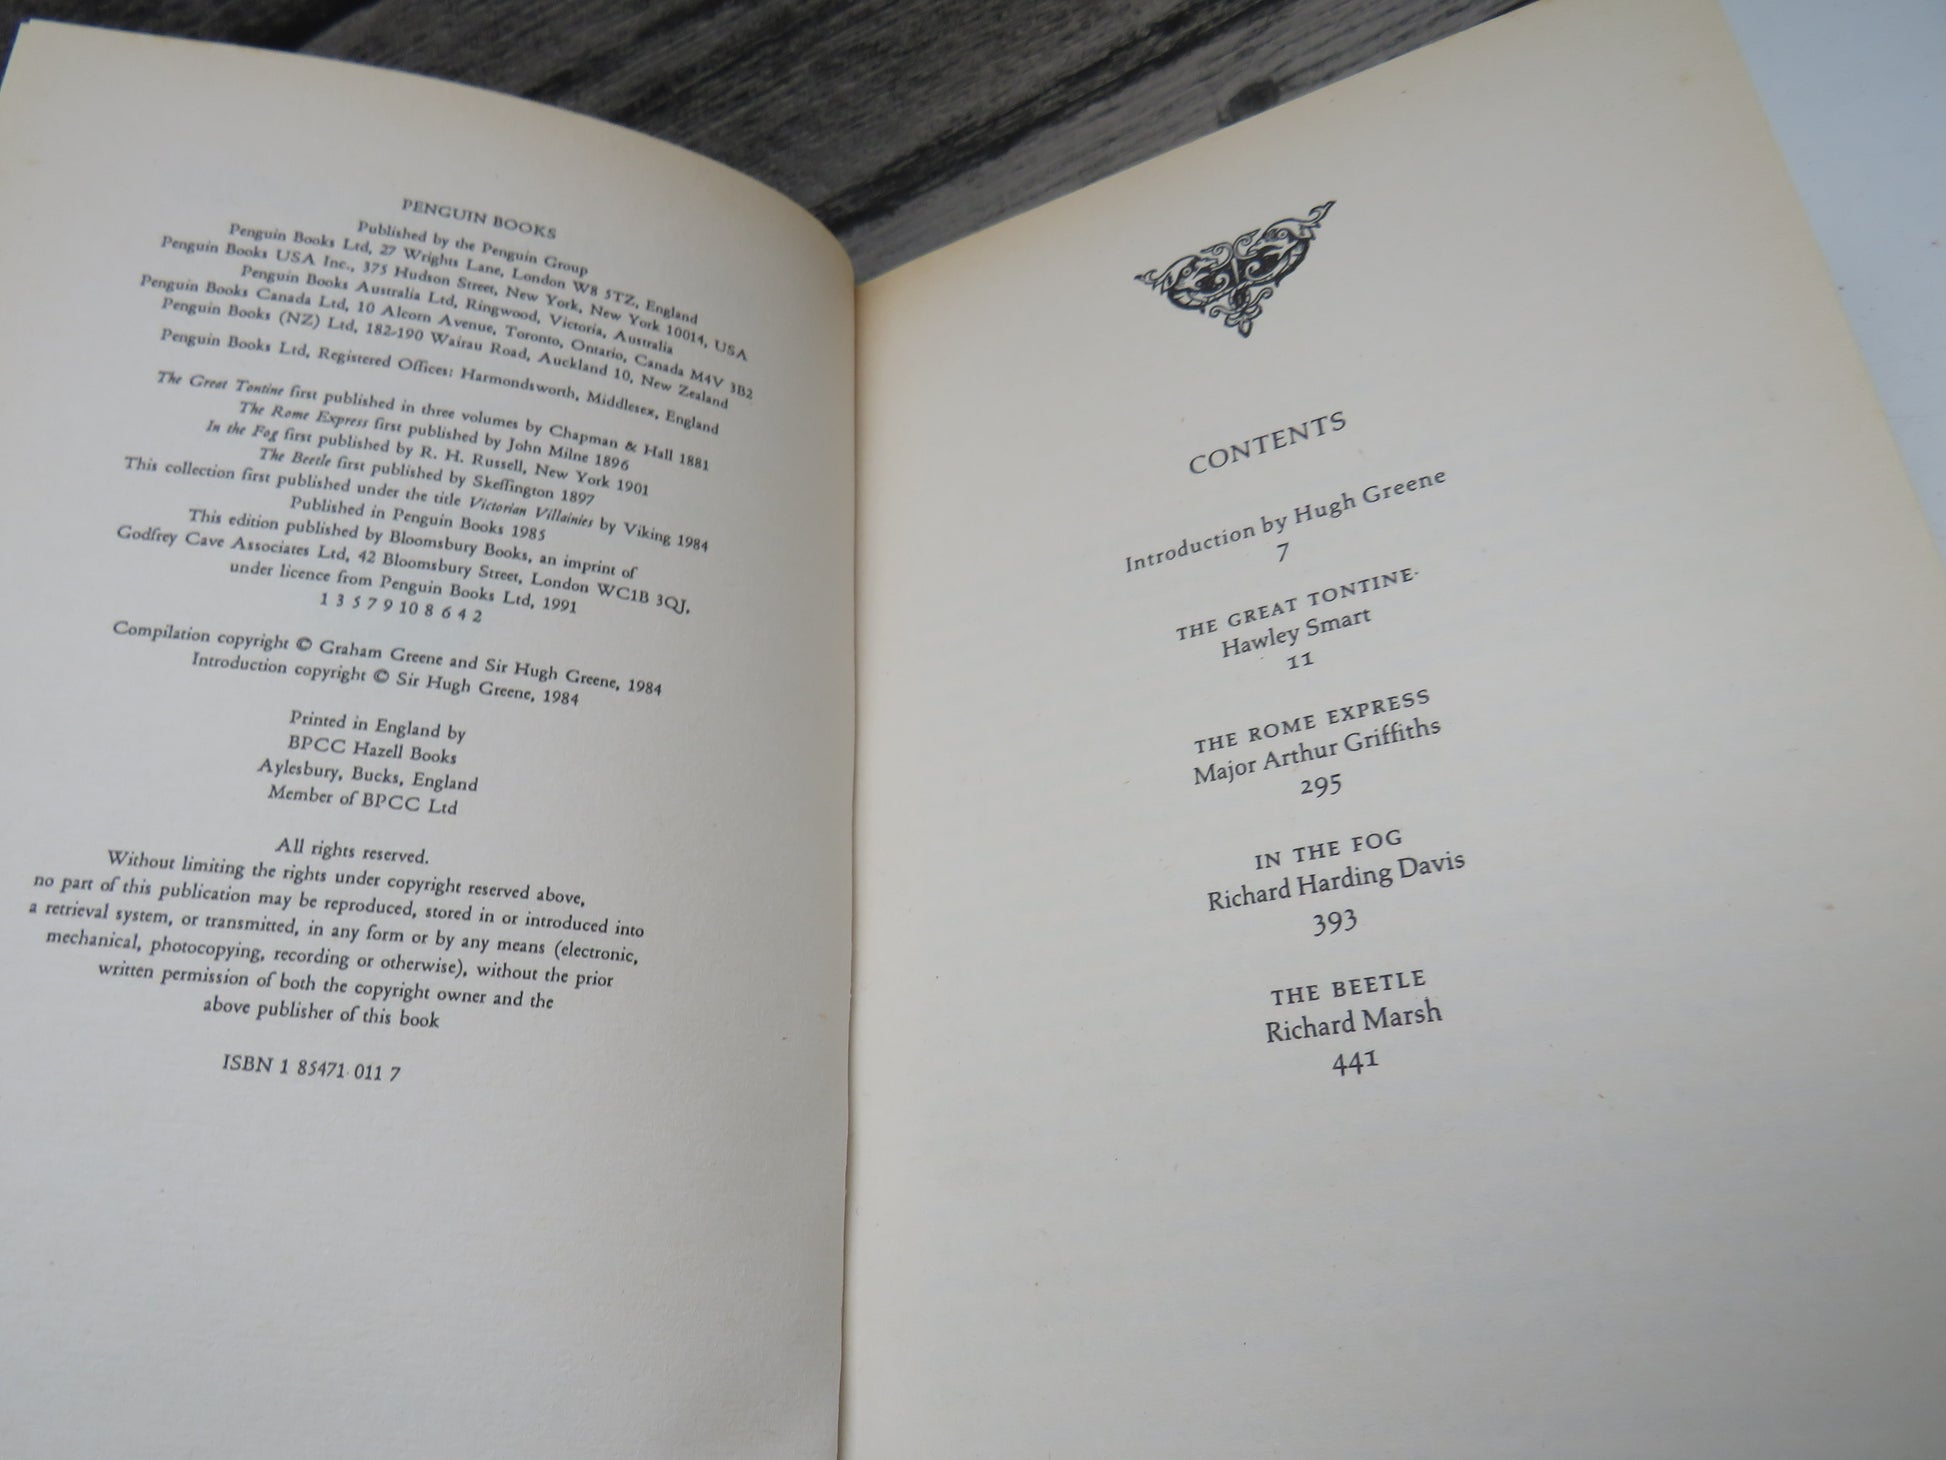 PENGUIN BOOKS
Published by the Penguin Group
Penguin Books Ltd, 27 Wrights Lane, London W8 5TZ, England
Penguin Books USA Inc., 375 Hudson Street, New York, New York 10014, USA
Penguin Books Australia Ltd, Ringwood, Victoria, Australia
Penguin Books Canada Ltd, 10 Alcorn Avenue, Toronto, Ontario, Canada M4V 3B2
Penguin Books (NZ) Ltd, 182-190 Wairau Road, Auckland 10, New Zealand
Penguin Books Ltd, Registered Offices: Harmondsworth, Middlesex, England
The Great Tontine first published in three volumes by Chapman & Hall 1881
The Rome Express first published by John Milne 1896
In the Fog first published by R. H. Russell, New York 1901
The Beetle first published by Skeffington 1897
This collection first published under the title Victorian Villainies by Viking 1984
Published in Penguin Books 1985
This edition published by Bloomsbury Books, an imprint of
Godfrey Cave Associates Ltd, 42 Bloomsbury Street, London WC1B 3QJ,
under licence from Penguin Books Ltd, 1991
1 3 5 7 9 10 8 6 4 2
Compilation copyright © Graham Greene and Sir Hugh Greene, 1984
Introduction copyright © Sir Hugh Greene, 1984
Printed in England by
BPCC Hazell Books
Aylesbury, Bucks, England
Member of BPCC Ltd
All rights reserved.
Without limiting the rights under copyright reserved above,
no part of this publication may be reproduced, stored in or introduced into
a retrieval system, or transmitted, in any form or by any means (electronic,
mechanical, photocopying, recording or otherwise), without the prior
written permission of both the copyright owner and the
above publisher of this book
ISBN 1 85471 011 7
CONTENTS
Introduction by Hugh Greene
7
THE GREAT TONTINE
Hawley Smart
11
THE ROME EXPRESS
Major Arthur Griffiths
295
IN THE FOG
Richard Harding Davis
393
THE BEETLE
Richard Marsh
441